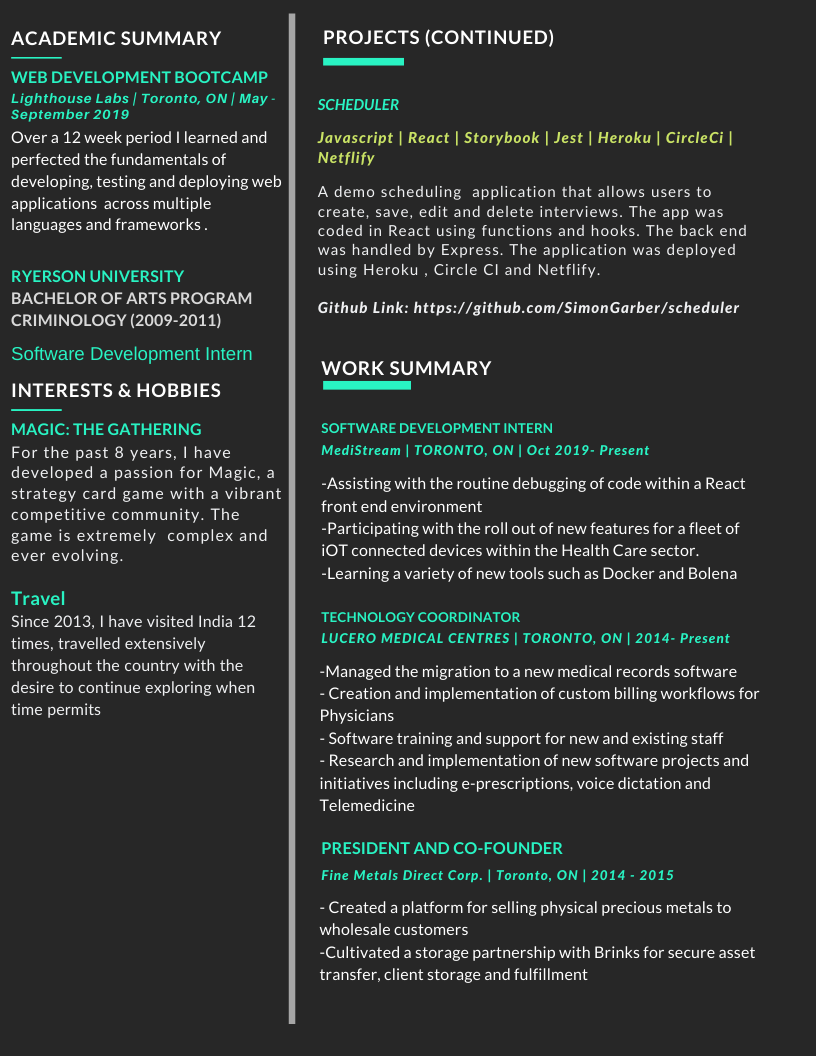 ACADEMIC SUMMARY
WEB DEVELOPMENT BOOTCAMP
Lighthouse Labs | Toronto, ON | May -
September 2019
Over a 12 week period I learned and
perfected the fundamentals of
developing, testing and deploying web
applications  across multiple
languages and frameworks .
RYERSON UNIVERSITY
BACHELOR OF ARTS PROGRAM
CRIMINOLOGY (2009-2011)
Software Development Intern
INTERESTS & HOBBIES
MAGIC: THE GATHERING
For the past 8 years, I have
developed a passion for Magic, a
strategy card game with a vibrant
competitive community. The
game is extremely  complex and
ever evolving.
Travel
Since 2013, I have visited India 12
times, travelled extensively
throughout the country with the
desire to continue exploring when
time permits
PROJECTS (CONTINUED)
SCHEDULER
Javascript | React | Storybook | Jest | Heroku | CircleCi |
Netflify
A demo scheduling  application that allows users to
create, save, edit and delete interviews. The app was
coded in React using functions and hooks. The back end
was handled by Express. The application was deployed
using Heroku , Circle CI and Netflify.
Github Link: https://github.com/SimonGarber/scheduler
WORK SUMMARY
SOFTWARE DEVELOPMENT INTERN
MediStream | TORONTO, ON | Oct 2019- Present
-Assisting with the routine debugging of code within a React
front end environment
-Participating with the roll out of new features for a fleet of
iOT connected devices within the Health Care sector.
-Learning a variety of new tools such as Docker and Bolena
TECHNOLOGY COORDINATOR
LUCERO MEDICAL CENTRES | TORONTO, ON | 2014- Present
-Managed the migration to a new medical records software
- Creation and implementation of custom billing workflows for
Physicians
- Software training and support for new and existing staff
- Research and implementation of new software projects and
initiatives including e-prescriptions, voice dictation and
Telemedicine
PRESIDENT AND CO-FOUNDER
Fine Metals Direct Corp. | Toronto, ON | 2014 - 2015
- Created a platform for selling physical precious metals to
wholesale customers
-Cultivated a storage partnership with Brinks for secure asset
transfer, client storage and fulfillment